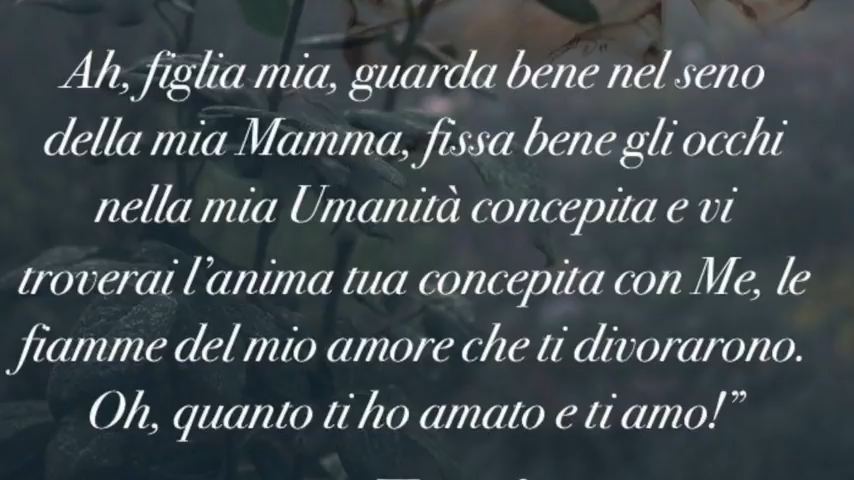 Ah, figlia mia, guarda bene nel seno
della mia Mamma, fissa bene gli occhi
nella mia Umanità concepita e vi
troverai l’anima tua concepita con Me, le
fiamme del mio amore che ti divorarono.
Oh, quanto ti ho amato e ti amo!”